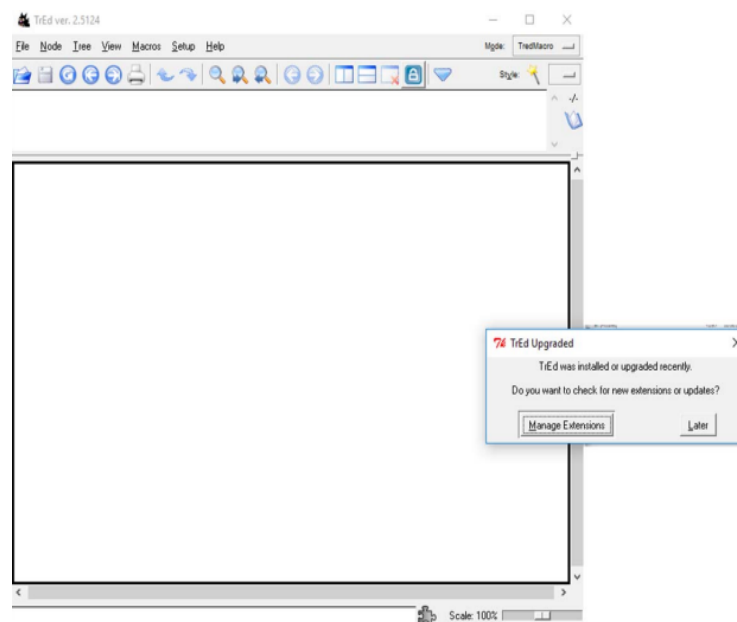 TrEd ver. 2.5124
File Node Tree View Macros Setup Help Mode: TredMacro
Style:
-/-
TrEd Upgraded
TrEd was installed or upgraded recently.
Do you want to check for new extensions or updates?
Manage Extensions Later
Scale: 100%